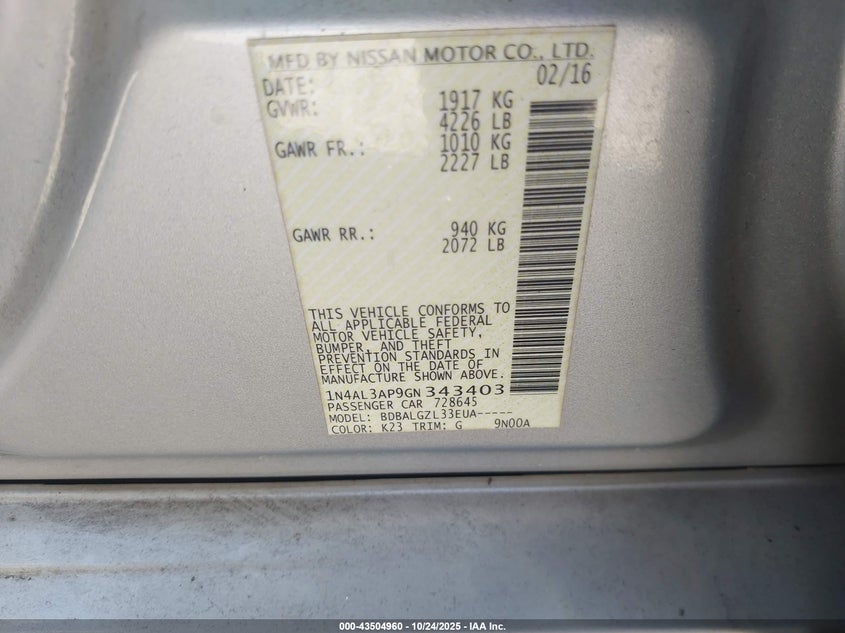 MFD BY NISSAN MOTOR CO., LTD.
DATE: 02/16
GVWR: 1917 KG
4226 LB
GAWR FR.: 1010 KG
2227 LB
GAWR RR.: 940 KG
2072 LB
THIS VEHICLE CONFORMS TO
ALL APPLICABLE FEDERAL
MOTOR VEHICLE SAFETY,
BUMPER, AND THEFT
PREVENTION STANDARDS IN
EFFECT ON THE DATE OF
MANUFACTURE SHOWN ABOVE.
1N4AL3AP9GN343403
PASSENGER CAR 728645
MODEL: BDBALGZL33EUA-----
COLOR: K23 TRIM: G 9N00A
000-43504960 - 10/24/2025 - IAA Inc.